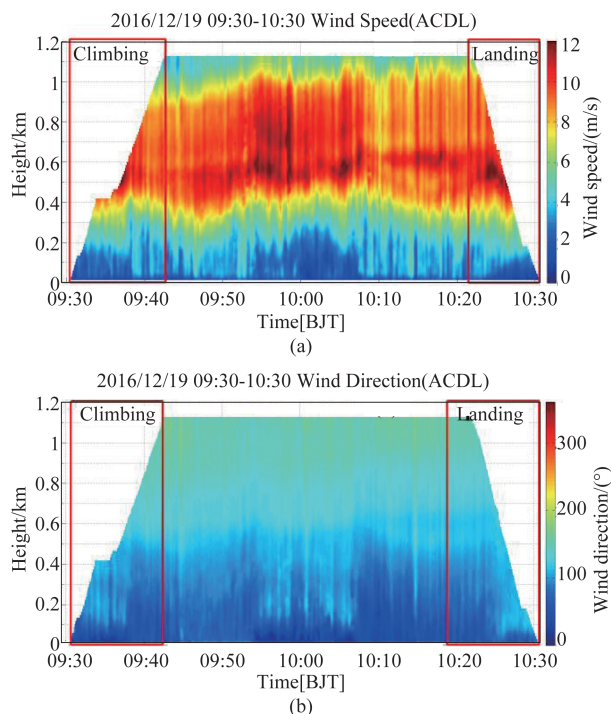 2016/12/19 09:30-10:30 Wind Speed(ACDL)
1.2
1
0.8
0.6
0.4
0.2
0
Height/km
Climbing
Landing
12
10
8
6
4
2
0
Wind speed/(m/s)
09:30 09:40 09:50 10:00 10:10 10:20 10:30
Time[BJT]
(a)
2016/12/19 09:30-10:30 Wind Direction(ACDL)
1.2
1
0.8
0.6
0.4
0.2
0
Height/km
Climbing
Landing
300
200
100
0
Wind direction/(°)
09:30 09:40 09:50 10:00 10:10 10:20 10:30
Time[BJT]
(b)